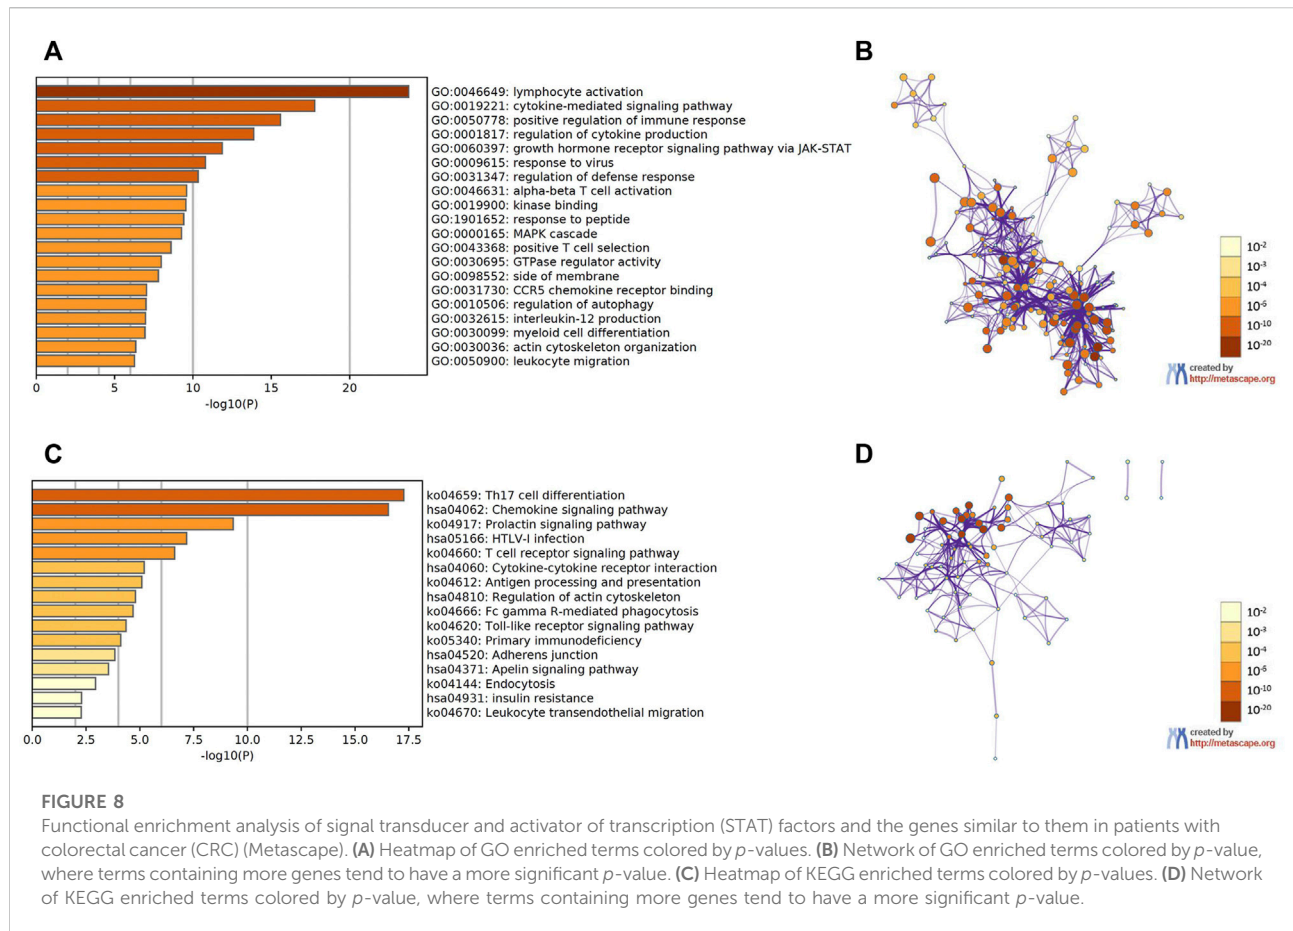 A
GO:0046649: lymphocyte activation
GO:0019221: cytokine-mediated signaling pathway
GO:0050778: positive regulation of immune response
GO:0001817: regulation of cytokine production
GO:0060397: growth hormone receptor signaling pathway via JAK-STAT
GO:0009615: response to virus
GO:0031347: regulation of defense response
GO:0046631: alpha-beta T cell activation
GO:0019900: kinase binding
GO:1901652: response to peptide
GO:0000165: MAPK cascade
GO:0043368: positive T cell selection
GO:0030695: GTPase regulator activity
GO:0098552: side of membrane
GO:0031730: CCR5 chemokine receptor binding
GO:0010506: regulation of autophagy
GO:0032615: interleukin-12 production
GO:0030099: myeloid cell differentiation
GO:0030036: actin cytoskeleton organization
GO:0050900: leukocyte migration
0 5 10 15 20
-log10(P)
B
10-2
10-3
10-4
10-6
10-10
10-20
created by
http://metascape.org
C
ko04659: Th17 cell differentiation
hsa04062: Chemokine signaling pathway
ko04917: Prolactin signaling pathway
hsa05166: HTLV-I infection
ko04660: T cell receptor signaling pathway
hsa04060: Cytokine-cytokine receptor interaction
ko04612: Antigen processing and presentation
hsa04810: Regulation of actin cytoskeleton
ko04666: Fc gamma R-mediated phagocytosis
ko04620: Toll-like receptor signaling pathway
ko05340: Primary immunodeficiency
hsa04520: Adherens junction
hsa04371: Apelin signaling pathway
ko04144: Endocytosis
hsa04931: insulin resistance
ko04670: Leukocyte transendothelial migration
0.0 2.5 5.0 7.5 10.0 12.5 15.0 17.5
-log10(P)
D
10-2
10-3
10-4
10-6
10-10
10-20
created by
http://metascape.org
FIGURE 8
Functional enrichment analysis of signal transducer and activator of transcription (STAT) factors and the genes similar to them in patients with
colorectal cancer (CRC) (Metascape). (A) Heatmap of GO enriched terms colored by p-values. (B) Network of GO enriched terms colored by p-value,
where terms containing more genes tend to have a more significant p-value. (C) Heatmap of KEGG enriched terms colored by p-values. (D) Network
of KEGG enriched terms colored by p-value, where terms containing more genes tend to have a more significant p-value.